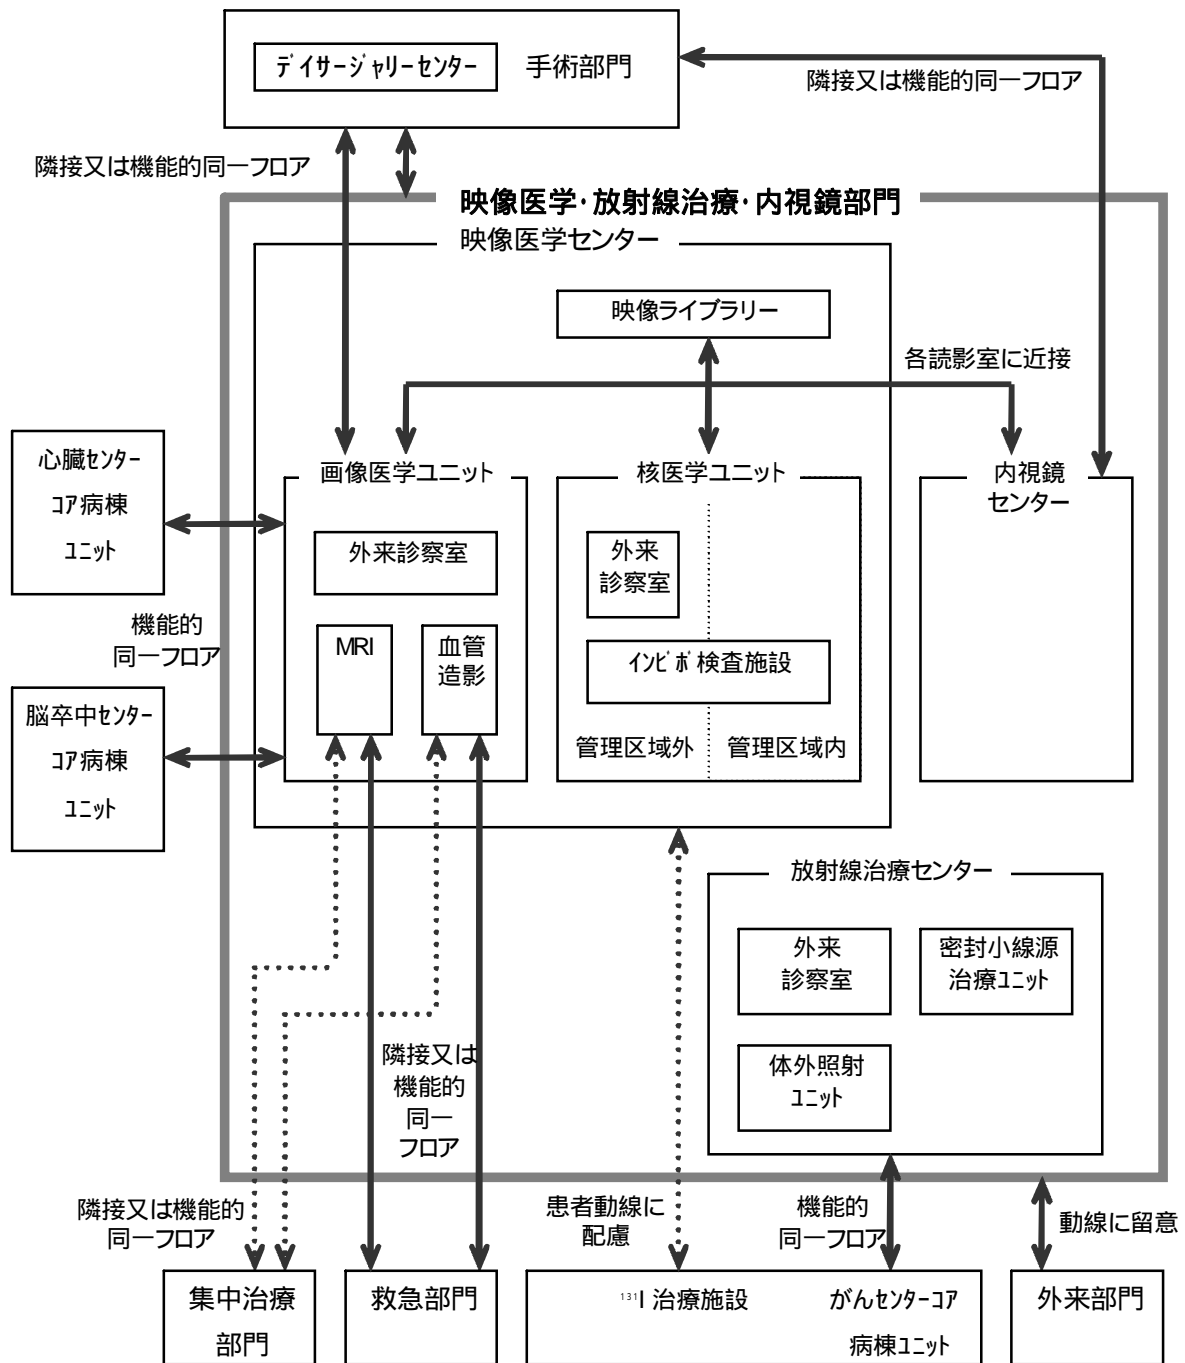 ﾃﾞｲｻｰｼﾞｬﾘｰｾﾝﾀｰ
手術部門
隣接又は機能的同一フロア
隣接又は機能的同一フロア
映像医学・放射線治療・内視鏡部門
映像医学センター
映像ライブラリー
各読影室に近接
心臓ｾﾝﾀｰ
ｺｱ病棟
ﾕﾆｯﾄ
画像医学ユニット
核医学ユニット
内視鏡
センター
外来診察室
外来
診察室
機能的
同一フロア
MRI
血管
造影
ｲﾝﾋﾞﾎﾞ検査施設
脳卒中ｾﾝﾀｰ
ｺｱ病棟
ﾕﾆｯﾄ
管理区域外
管理区域内
放射線治療センター
外来
診察室
密封小線源
治療ﾕﾆｯﾄ
体外照射
ﾕﾆｯﾄ
隣接又は
機能的
同一
フロア
隣接又は機能的
同一フロア
患者動線に
配慮
機能的
同一フロア
動線に留意
集中治療
部門
救急部門
¹³¹I 治療施設
がんｾﾝﾀｰｺｱ
病棟ﾕﾆｯﾄ
外来部門